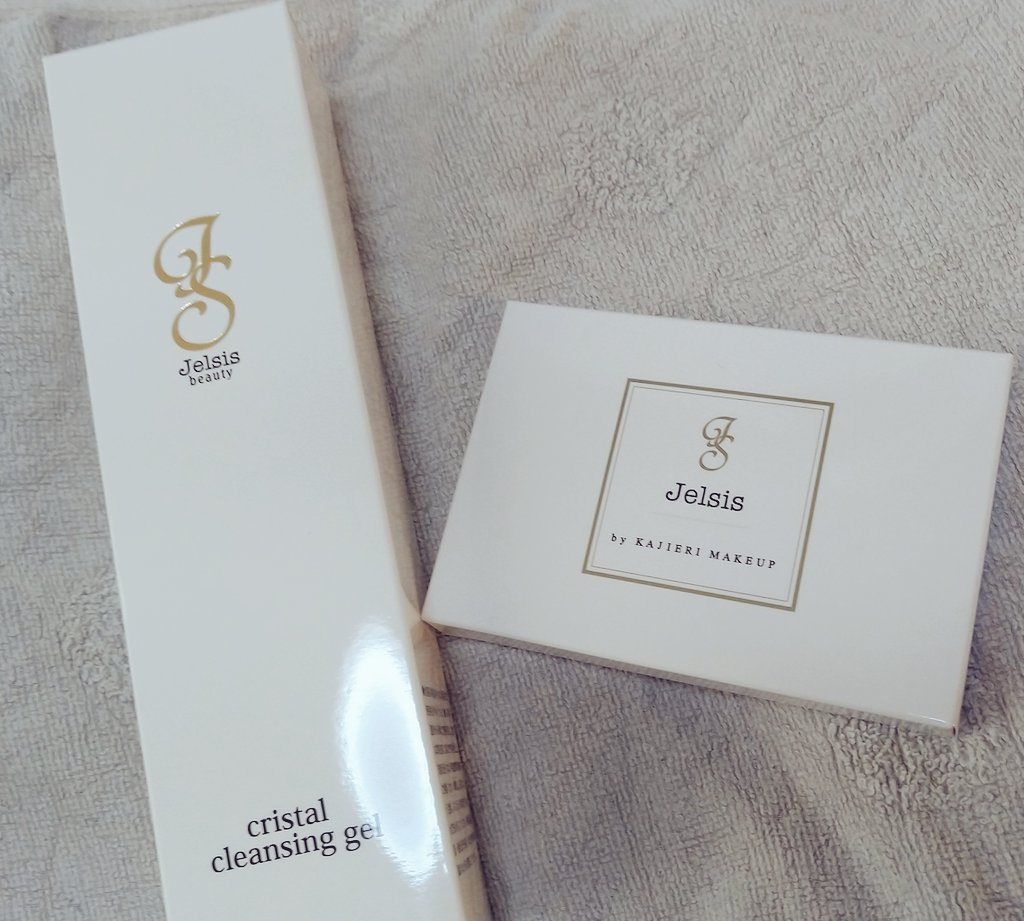 JS
Jelsis
beauty
cristal
cleansing gel
JS
Jelsis
by KAJIERI MAKEUP